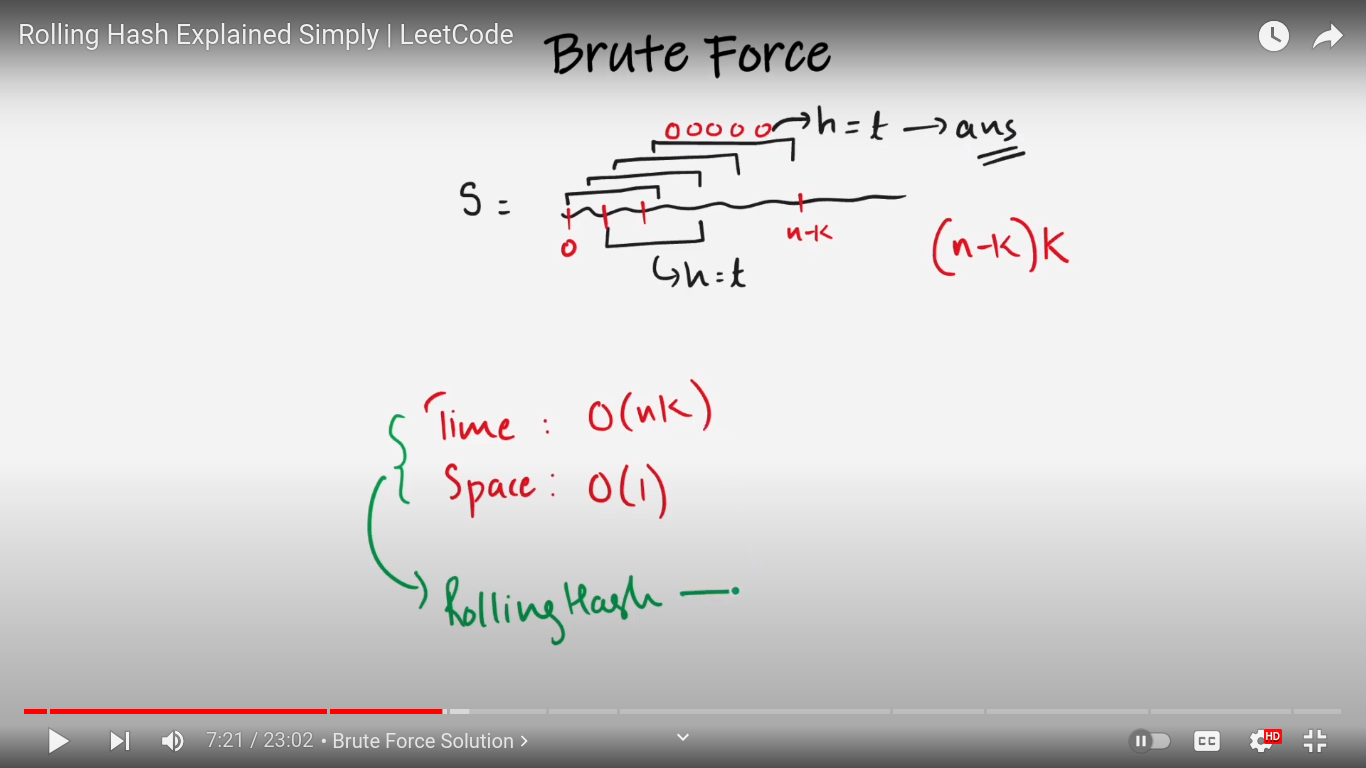 Rolling Hash Explained Simply | LeetCode
Brute Force
00000 h = t → ans
S =
0
n-K
(n-K)K
h = t
Time : O(nK)
Space : O(1)
Rolling Hash —
7:21 / 23:02 • Brute Force Solution >
CC
HD